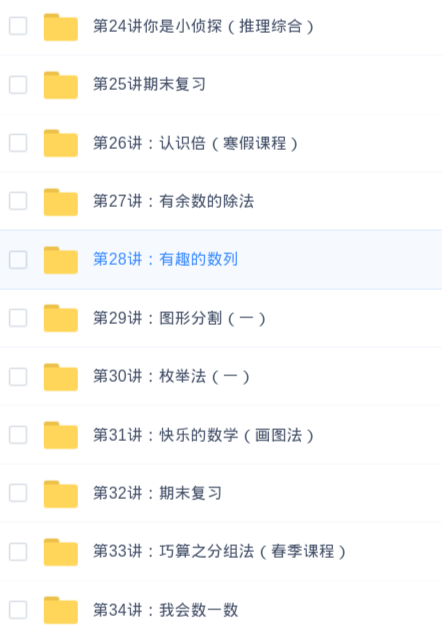 第24讲你是小侦探（推理综合）
第25讲期末复习
第26讲：认识倍（寒假课程）
第27讲：有余数的除法
第28讲：有趣的数列
第29讲：图形分割（一）
第30讲：枚举法（一）
第31讲：快乐的数学（画图法）
第32讲：期末复习
第33讲：巧算之分组法（春季课程）
第34讲：我会数一数